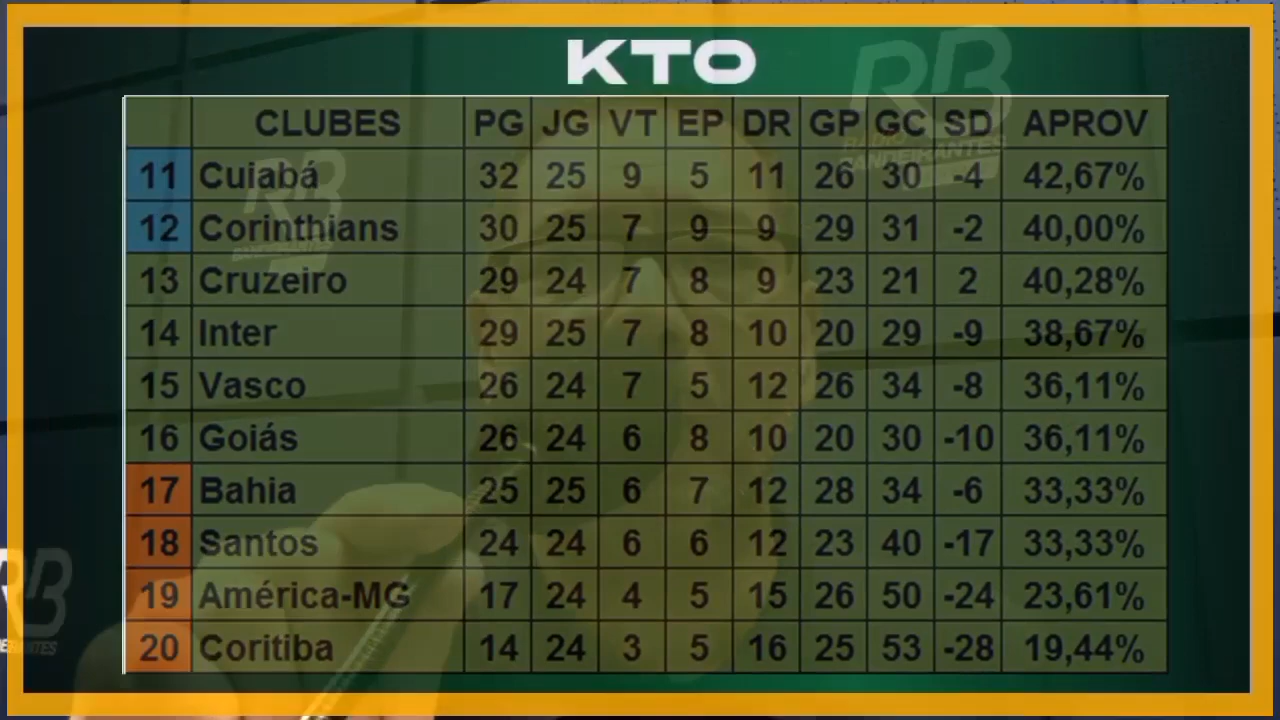 KTO
CLUBES PG JG VT EP DR GP GC SD APROV
11 Cuiabá 32 25 9 5 11 26 30 -4 42,67%
12 Corinthians 30 25 7 9 9 29 31 -2 40,00%
13 Cruzeiro 29 24 7 8 9 23 21 2 40,28%
14 Inter 29 25 7 8 10 20 29 -9 38,67%
15 Vasco 26 24 7 5 12 26 34 -8 36,11%
16 Goiás 26 24 6 8 10 20 30 -10 36,11%
17 Bahia 25 25 6 7 12 28 34 -6 33,33%
18 Santos 24 24 6 6 12 23 40 -17 33,33%
19 América-MG 17 24 4 5 15 26 50 -24 23,61%
20 Coritiba 14 24 3 5 16 25 53 -28 19,44%
RB
RÁDIO
BANDEIRANTES
RB
BANDEIRANTES
RB